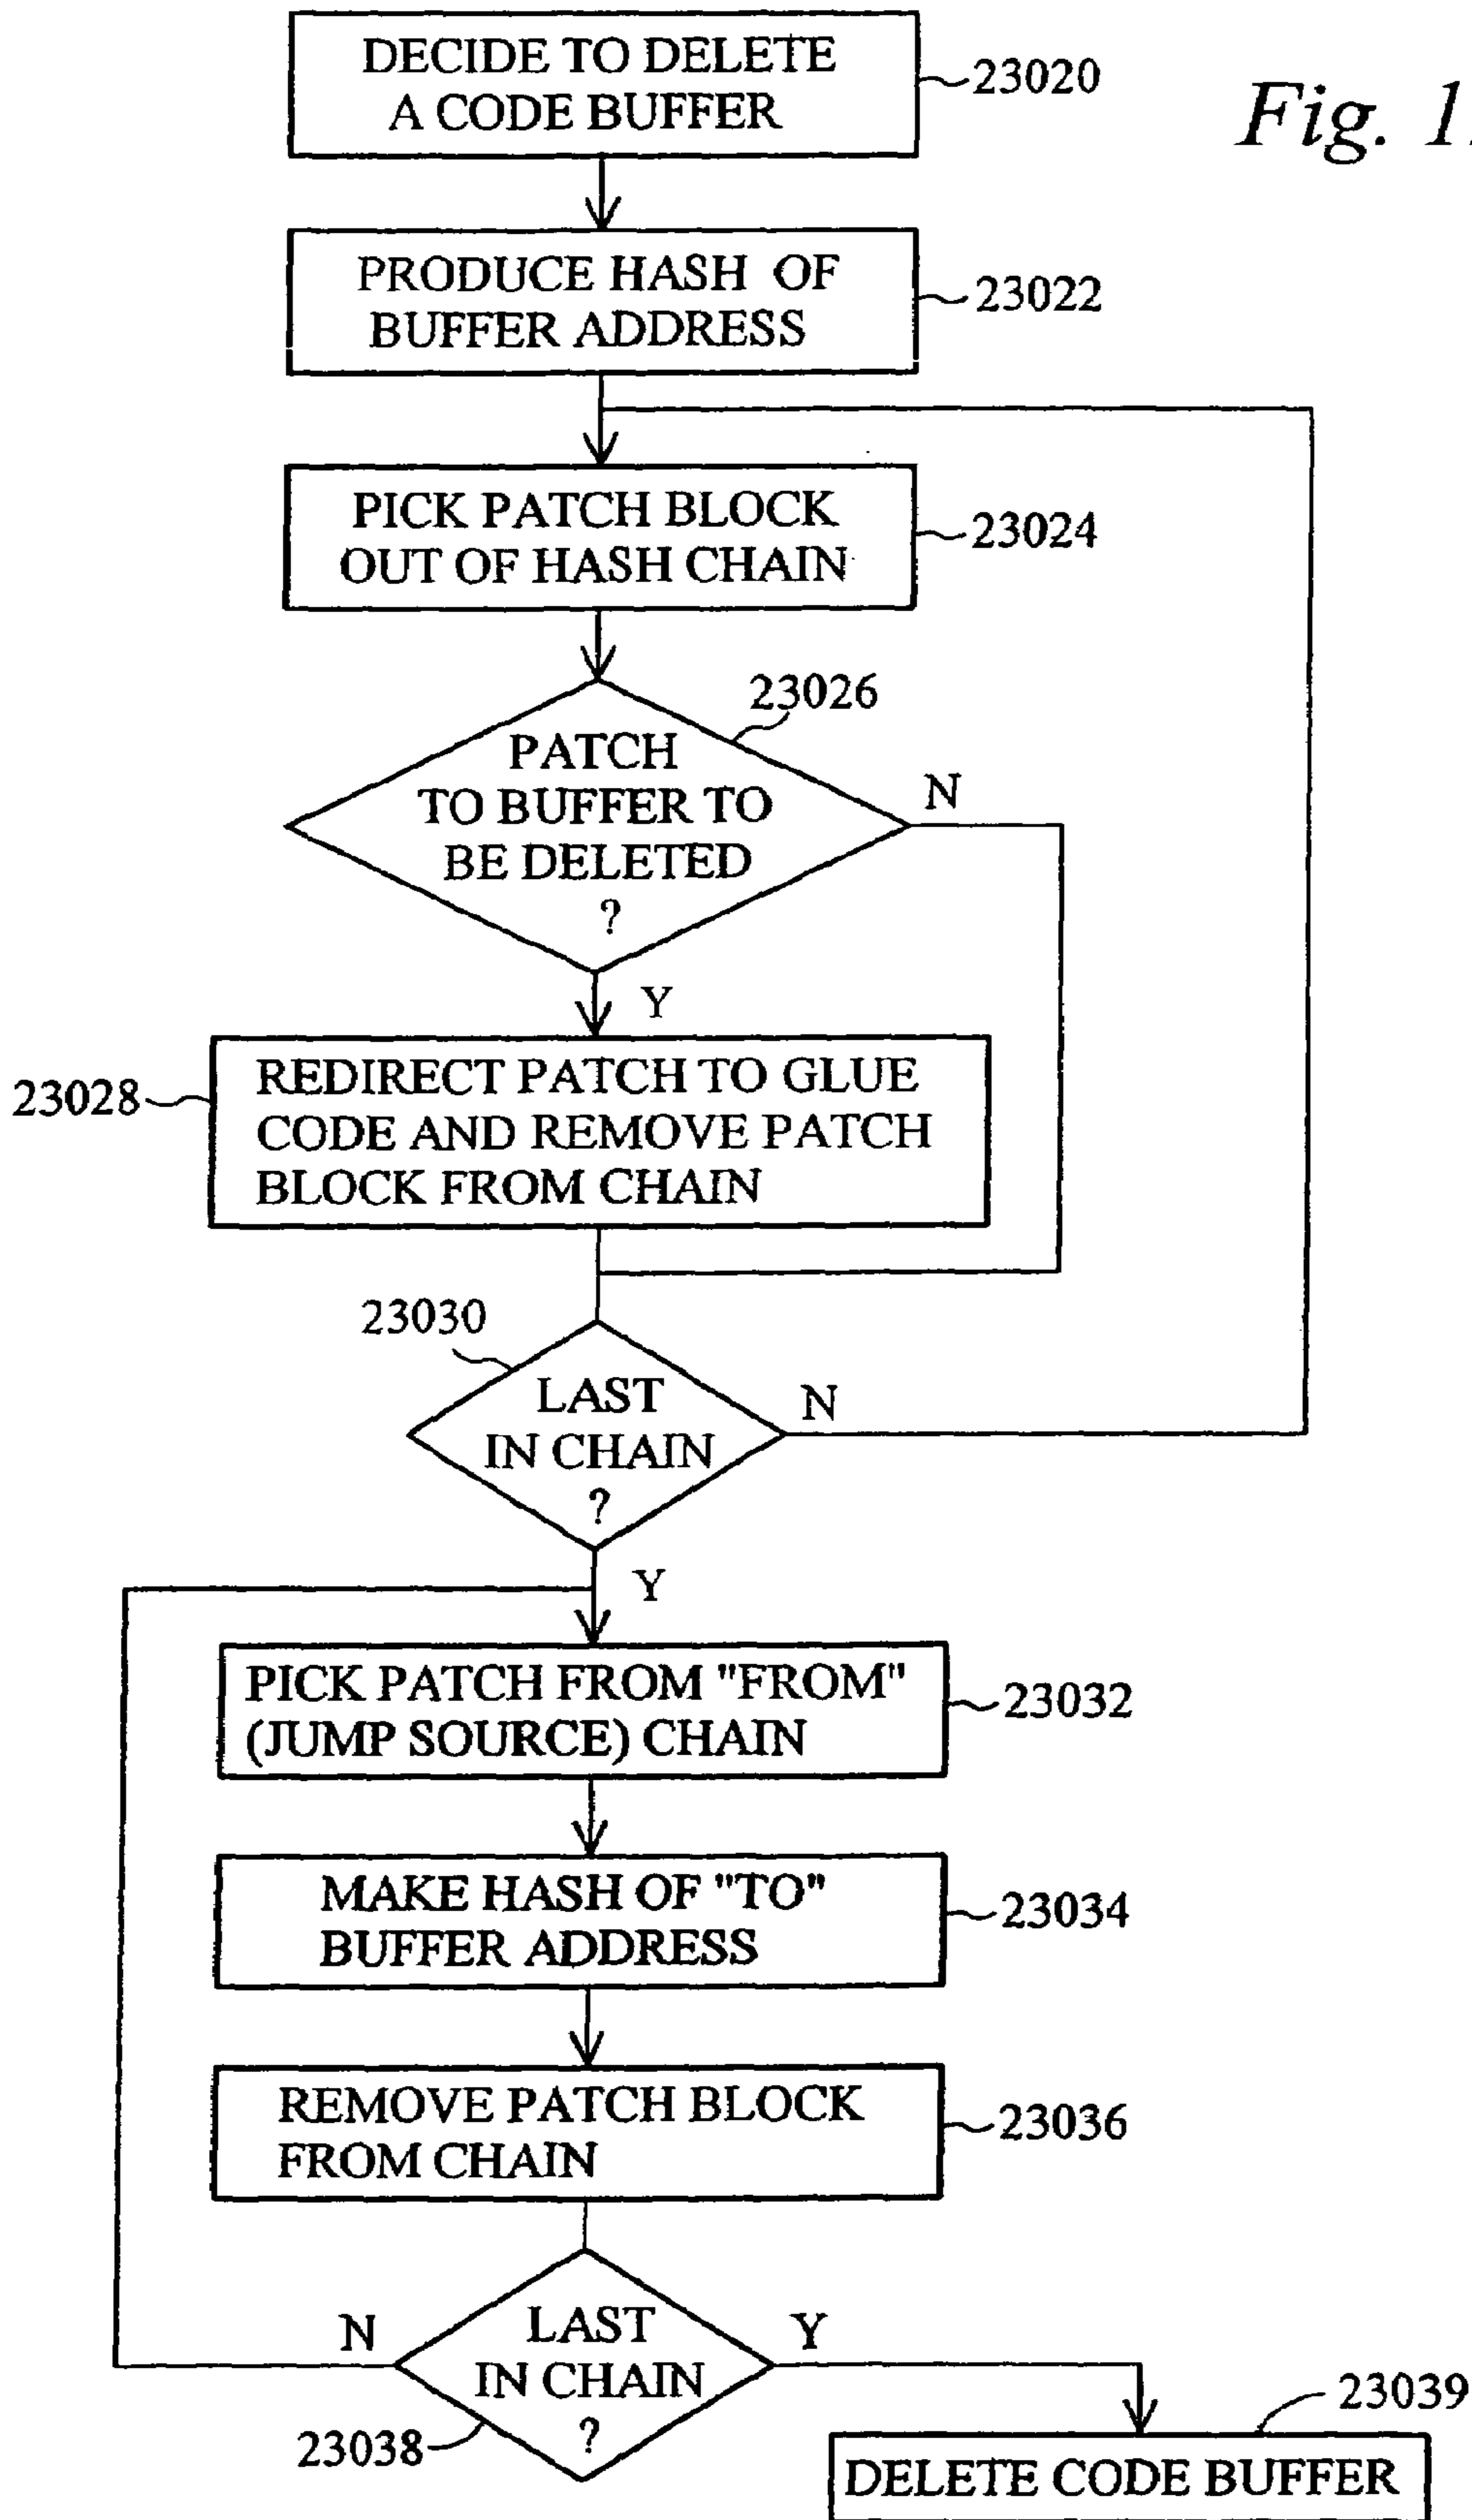 DECIDE TO DELETE
A CODE BUFFER
23020
Fig. 1
PRODUCE HASH OF
BUFFER ADDRESS
23022
PICK PATCH BLOCK
OUT OF HASH CHAIN
23024
23026
PATCH
TO BUFFER TO
BE DELETED
?
N
Y
23028
REDIRECT PATCH TO GLUE
CODE AND REMOVE PATCH
BLOCK FROM CHAIN
23030
LAST
IN CHAIN
?
N
Y
PICK PATCH FROM "FROM"
(JUMP SOURCE) CHAIN
23032
MAKE HASH OF "TO"
BUFFER ADDRESS
23034
REMOVE PATCH BLOCK
FROM CHAIN
23036
N
LAST
IN CHAIN
?
Y
23038
23039
DELETE CODE BUFFER